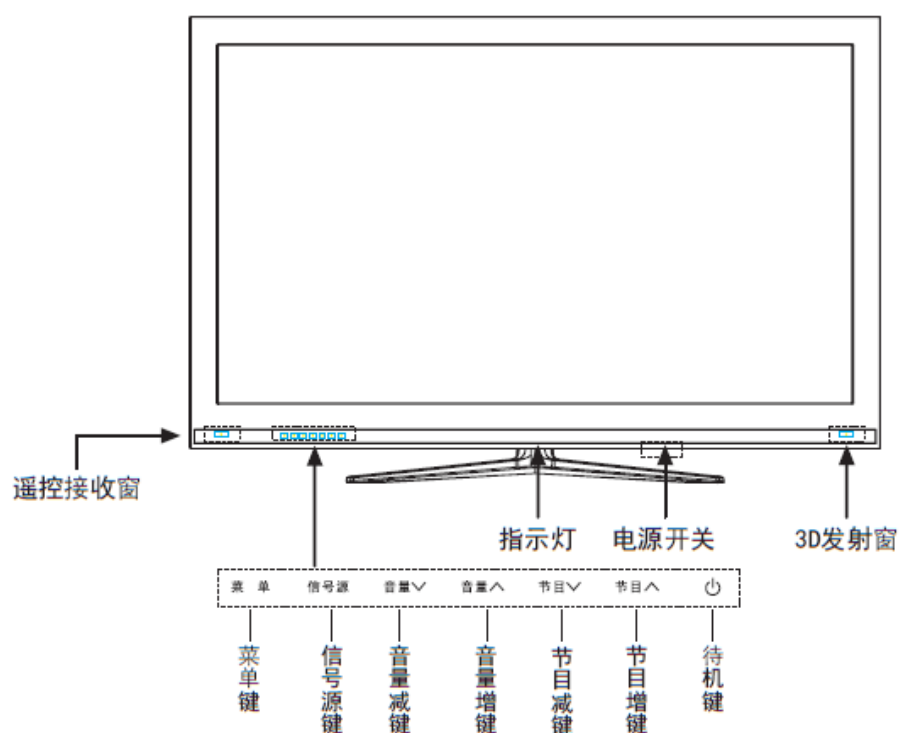 遥控接收窗
指示灯
电源开关
3D发射窗
菜 单
信号源
音量∨
音量∧
节目∨
节目∧
菜单键
信号源键
音量减键
音量增键
节目减键
节目增键
待机键